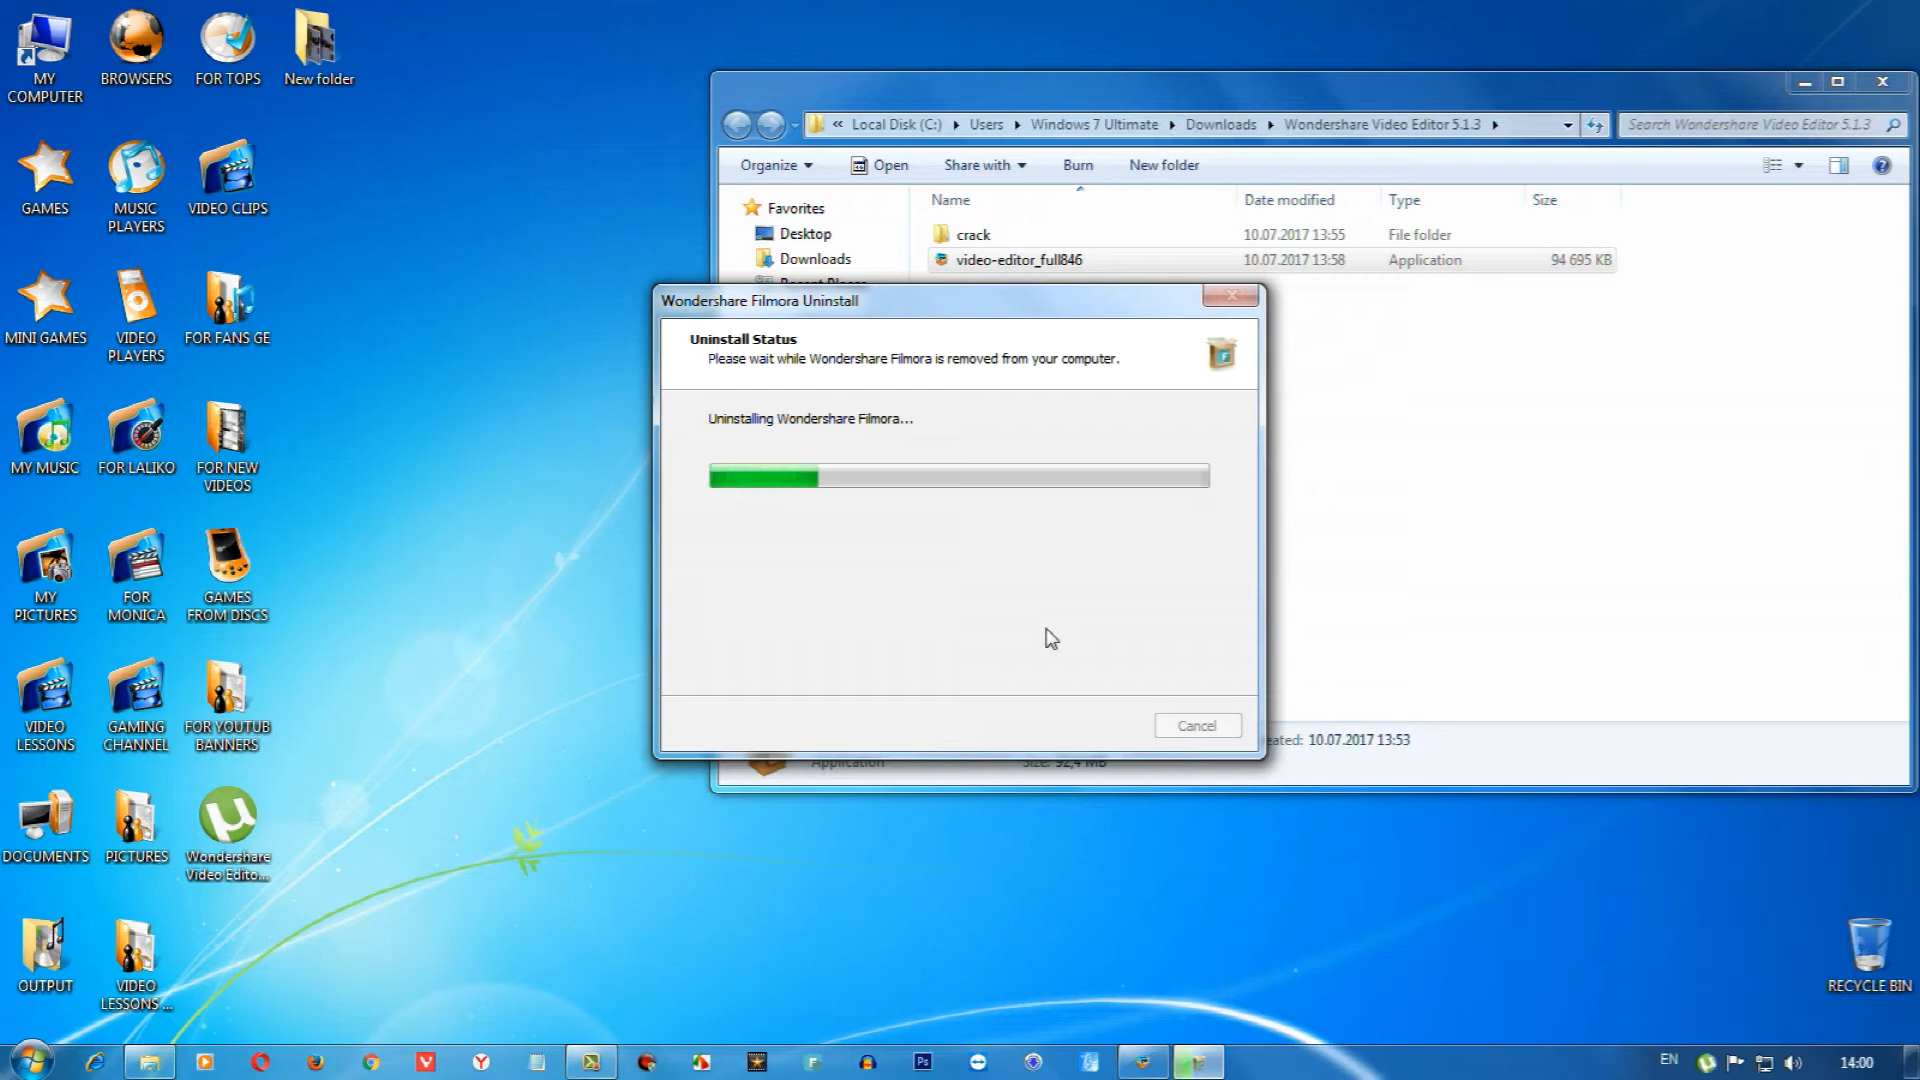 MY COMPUTER
BROWSERS
FOR TOPS
New folder
GAMES
MUSIC PLAYERS
VIDEO CLIPS
MINI GAMES
VIDEO PLAYERS
FOR FANS GE
MY MUSIC
FOR LALIKO
FOR NEW VIDEOS
MY PICTURES
FOR MONICA
GAMES FROM DISCS
VIDEO LESSONS
GAMING CHANNEL
FOR YOUTUB BANNERS
DOCUMENTS
PICTURES
Wondershare Video Edito...
OUTPUT
VIDEO LESSONS ...
RECYCLE BIN
« Local Disk (C:) Users Windows 7 Ultimate Downloads Wondershare Video Editor 5.1.3
Search Wondershare Video Editor 5.1.3
Organize Open Share with Burn New folder
Name Date modified Type Size
Favorites
Desktop
Downloads
crack 10.07.2017 13:55 File folder
video-editor_full846 10.07.2017 13:58 Application 94 695 KB
Wondershare Filmora Uninstall
Uninstall Status
Please wait while Wondershare Filmora is removed from your computer.
Uninstalling Wondershare Filmora...
Cancel
eated: 10.07.2017 13:53
Application Size: 92,4 MB
EN 14:00